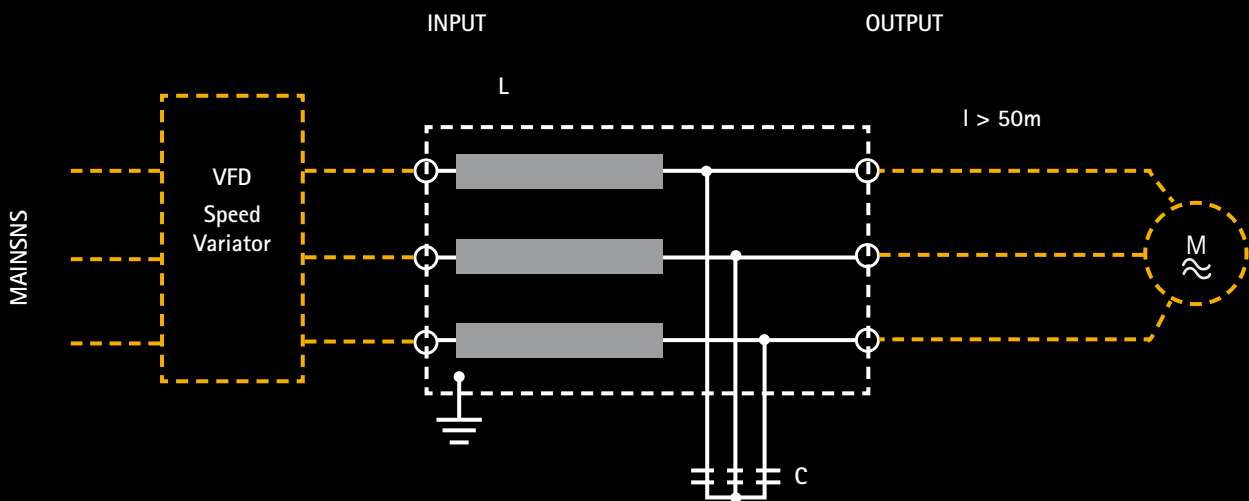 INPUT
OUTPUT
L
l > 50m
VFD
Speed
Variator
MAINSNS
M
C